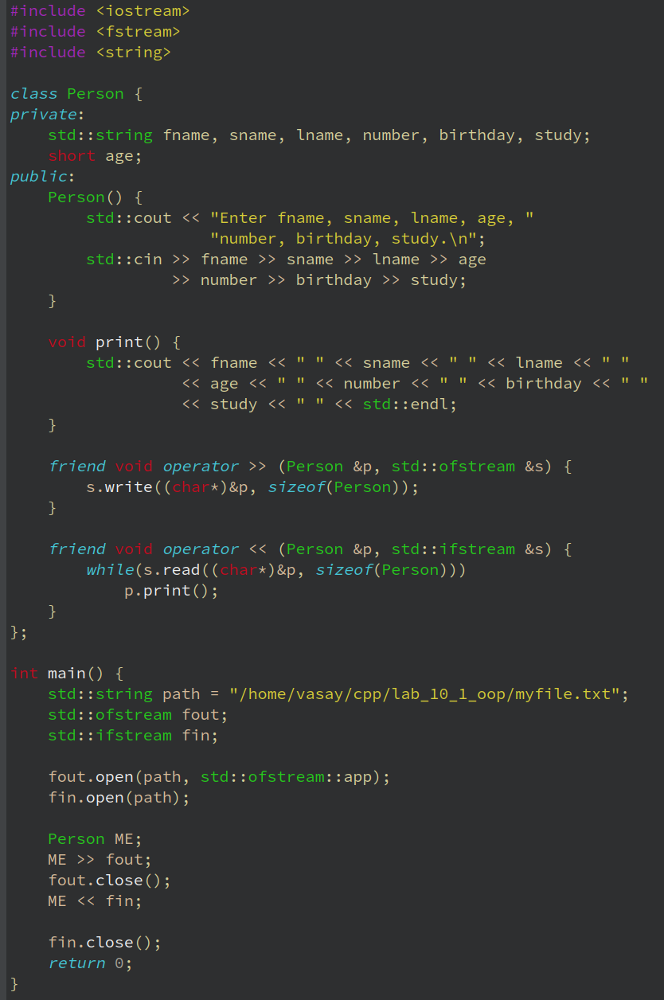 #include <iostream>
#include <fstream>
#include <string>

class Person {
private:
    std::string fname, sname, lname, number, birthday, study;
    short age;
public:
    Person() {
        std::cout << "Enter fname, sname, lname, age, "
                     "number, birthday, study.\n";
        std::cin >> fname >> sname >> lname >> age
                 >> number >> birthday >> study;
    }

    void print() {
        std::cout << fname << " " << sname << " " << lname << " "
                  << age << " " << number << " " << birthday << " "
                  << study << " " << std::endl;
    }

    friend void operator >> (Person &p, std::ofstream &s) {
        s.write((char*)&p, sizeof(Person));
    }

    friend void operator << (Person &p, std::ifstream &s) {
        while(s.read((char*)&p, sizeof(Person)))
            p.print();
    }
};

int main() {
    std::string path = "/home/vasay/cpp/lab_10_1_oop/myfile.txt";
    std::ofstream fout;
    std::ifstream fin;

    fout.open(path, std::ofstream::app);
    fin.open(path);

    Person ME;
    ME >> fout;
    fout.close();
    ME << fin;

    fin.close();
    return 0;
}